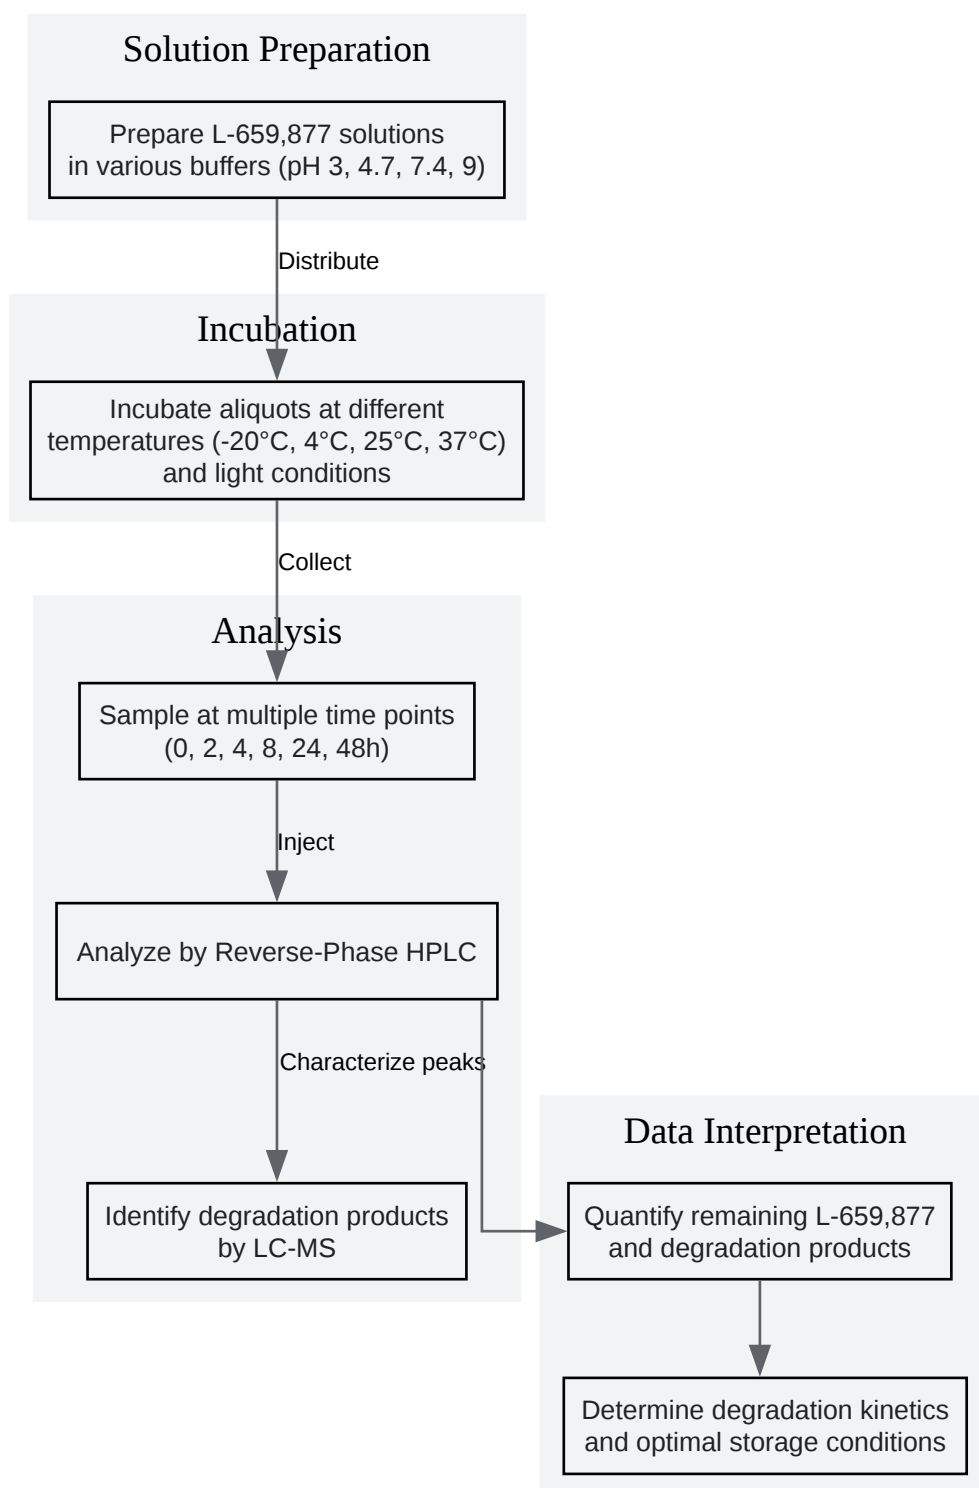 Solution Preparation
Prepare L-659,877 solutions
in various buffers (pH 3, 4.7, 7.4, 9)
Distribute
Incubation
Incubate aliquots at different
temperatures (-20°C, 4°C, 25°C, 37°C)
and light conditions
Collect
Analysis
Sample at multiple time points
(0, 2, 4, 8, 24, 48h)
Inject
Analyze by Reverse-Phase HPLC
Characterize peaks
Identify degradation products
by LC-MS
Data Interpretation
Quantify remaining L-659,877
and degradation products
Determine degradation kinetics
and optimal storage conditions